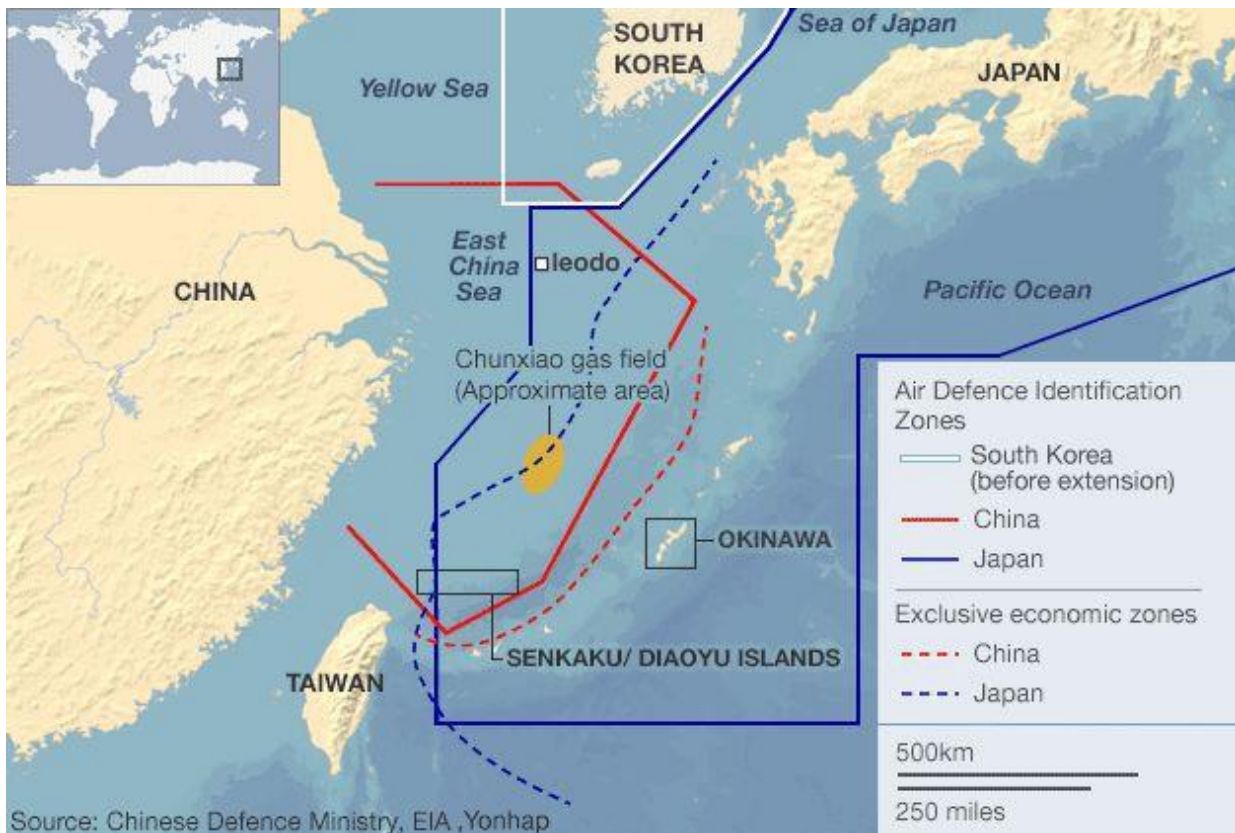 Sea of Japan
SOUTH
KOREA
JAPAN
Yellow Sea
East
China
Sea
Ieodo
CHINA
Pacific Ocean
Chunxiao gas field
(Approximate area)
OKINAWA
SENKAKU/ DIAOYU ISLANDS
TAIWAN
Air Defence Identification
Zones
South Korea
(before extension)
China
Japan
Exclusive economic zones
China
Japan
500km
250 miles
Source: Chinese Defence Ministry, EIA ,Yonhap